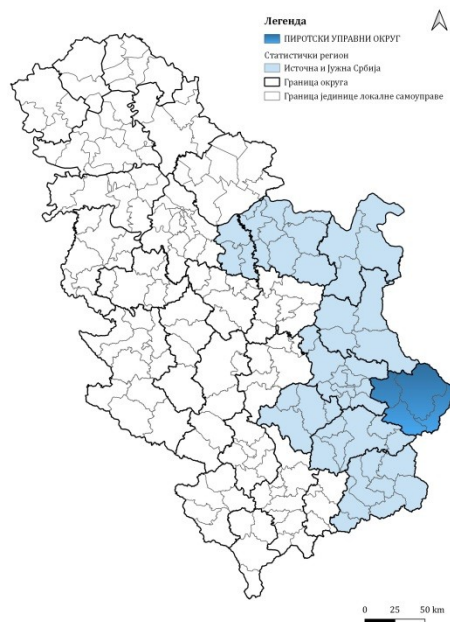 Легенда
ПИРОТСКИ УПРАВНИ ОКРУГ
Статистички регион
Источна и Јужна Србија
Граница округа
Граница јединице локалне самоуправе
0 25 50 km